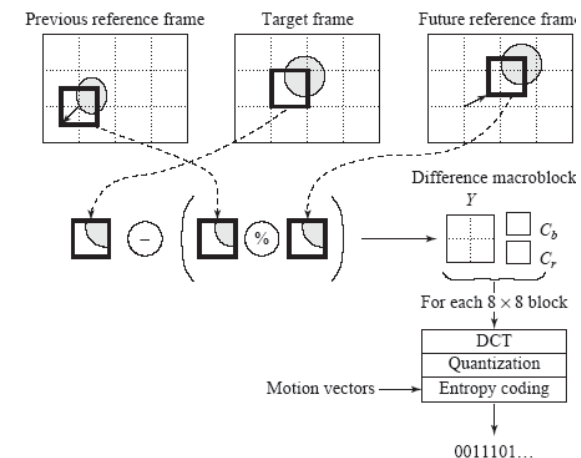 Previous reference frame
Target frame
Future reference frame
Difference macroblock
Y
−
%
C_b
C_r
For each 8 × 8 block
DCT
Quantization
Motion vectors
Entropy coding
0011101…